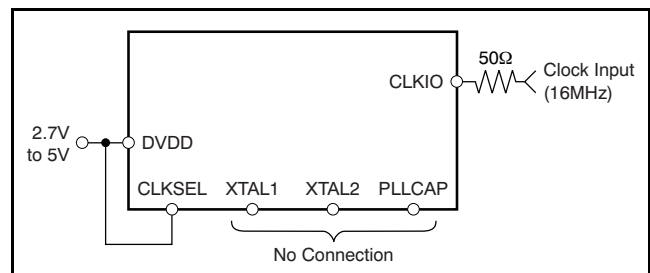 50Ω
CLKIO
Clock Input
(16MHz)
2.7V
to 5V
DVDD
CLKSEL XTAL1 XTAL2 PLLCAP
No Connection